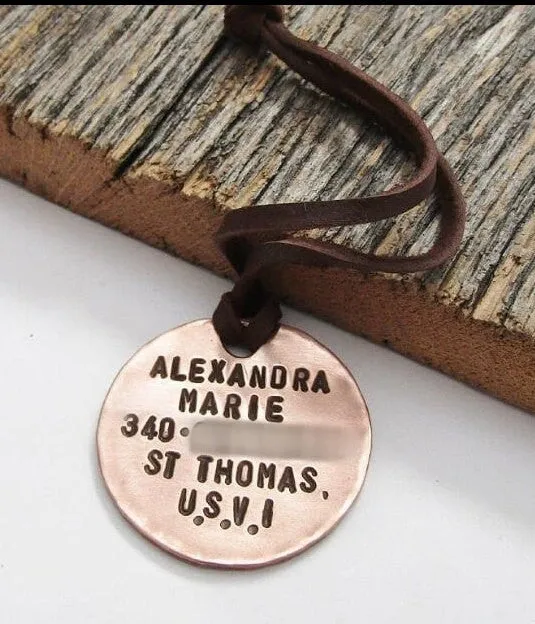 ALEXANDRA
MARIE
340·
ST THOMAS,
U.S.V.I